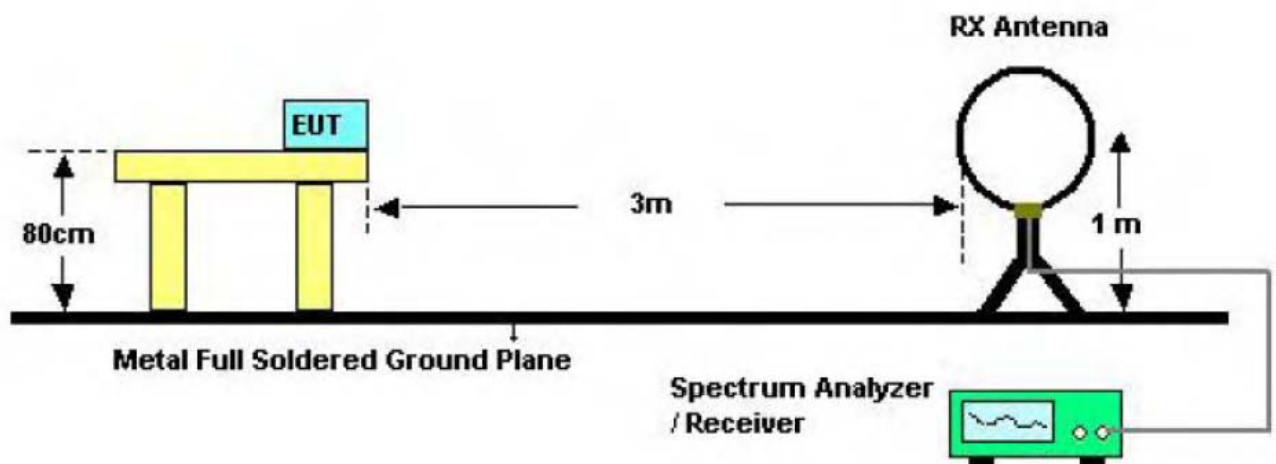 RX Antenna
EUT
3m
80cm
1 m
Metal Full Soldered Ground Plane
Spectrum Analyzer
/ Receiver